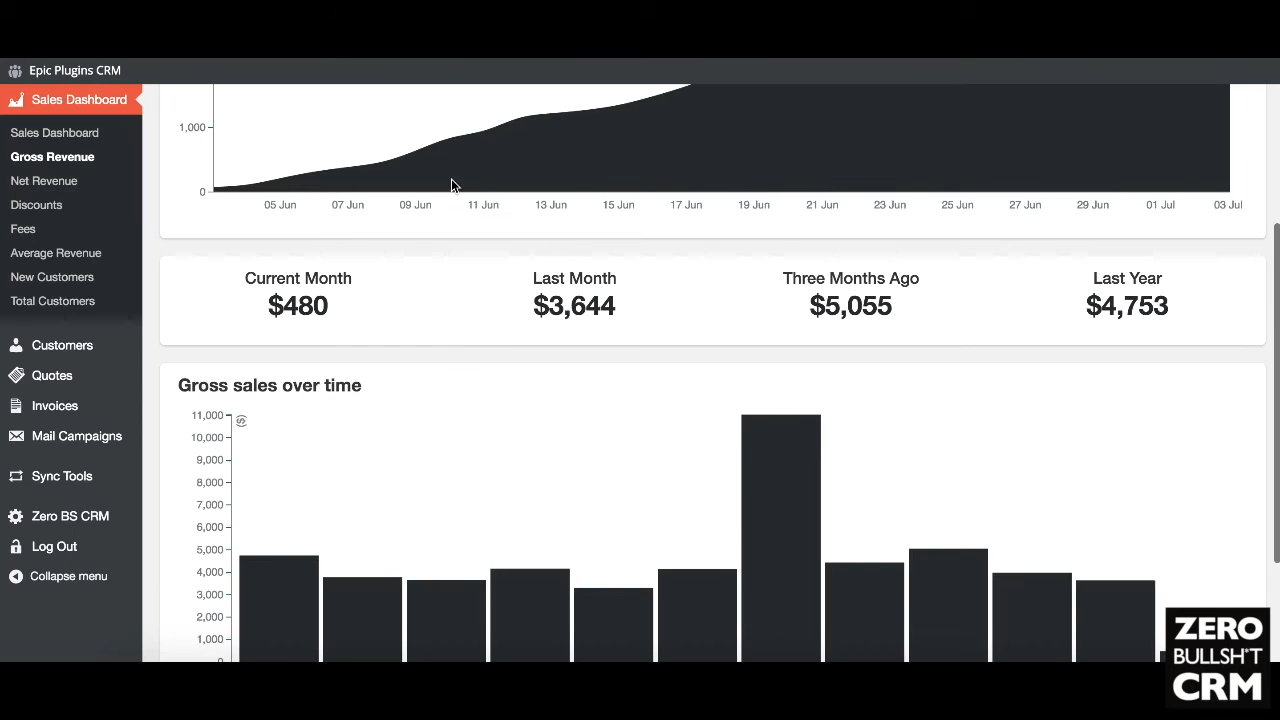 Epic Plugins CRM
Sales Dashboard
Sales Dashboard
Gross Revenue
Net Revenue
Discounts
Fees
Average Revenue
New Customers
Total Customers
Customers
Quotes
Invoices
Mail Campaigns
Sync Tools
Zero BS CRM
Log Out
Collapse menu
1,000
0
05 Jun 07 Jun 09 Jun 11 Jun 13 Jun 15 Jun 17 Jun 19 Jun 21 Jun 23 Jun 25 Jun 27 Jun 29 Jun 01 Jul 03 Jul
Current Month Last Month Three Months Ago Last Year
$480 $3,644 $5,055 $4,753
Gross sales over time
($)
11,000
10,000
9,000
8,000
7,000
6,000
5,000
4,000
3,000
2,000
1,000
0
ZERO
BULLSH*T
CRM